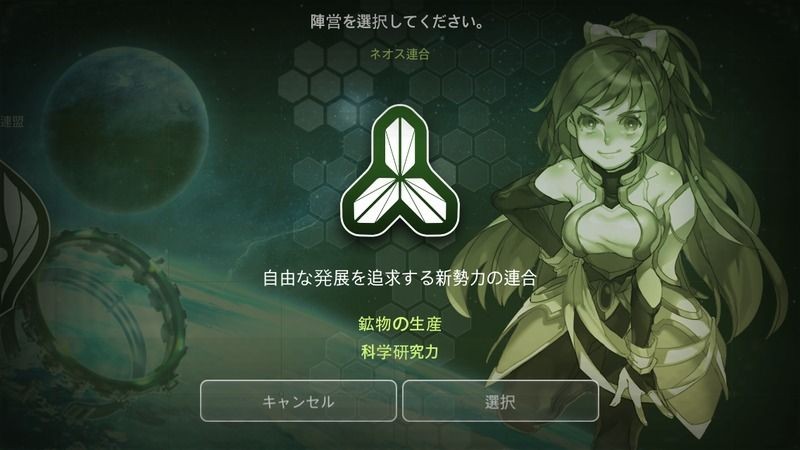 陣営を選択してください。
ネオス連合
連盟
自由な発展を追求する新勢力の連合
鉱物の生産
科学研究力
キャンセル
選択